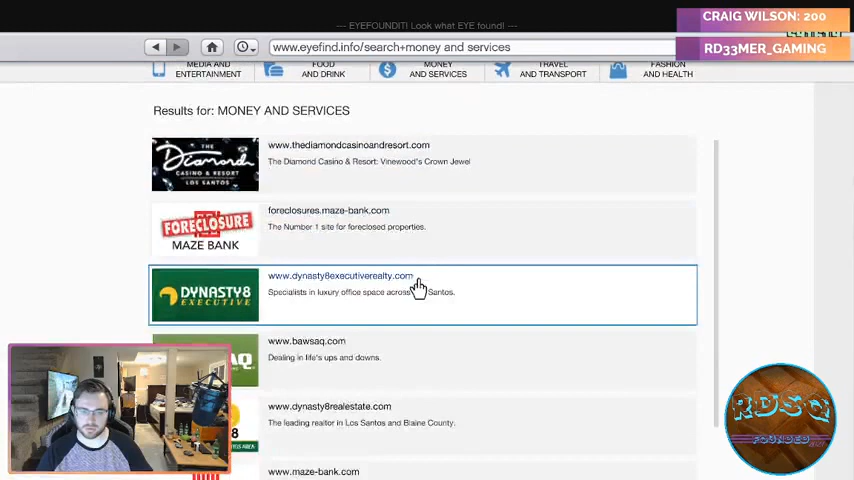 --- EYEFOUNDIT! Look what EYE found! ---
CRAIG WILSON: 200
RD33MER_GAMING
www.eyefind.info/search+money and services
MEDIA AND
ENTERTAINMENT
FOOD
AND DRINK
MONEY
AND SERVICES
TRAVEL
AND TRANSPORT
FASHION
AND HEALTH
Results for: MONEY AND SERVICES
THE
Diamond
CASINO & RESORT
LOS SANTOS
www.thediamondcasinoandresort.com
The Diamond Casino & Resort: Vinewood's Crown Jewel
FORECLOSURE
MAZE BANK
foreclosures.maze-bank.com
The Number 1 site for foreclosed properties.
DYNASTY8
EXECUTIVE
www.dynasty8executiverealty.com
Specialists in luxury office space across Santos.
www.bawsaq.com
Dealing in life's ups and downs.
AQ
www.dynasty8realestate.com
The leading realtor in Los Santos and Blaine County.
8
www.maze-bank.com
RDSQ
FOUNDED